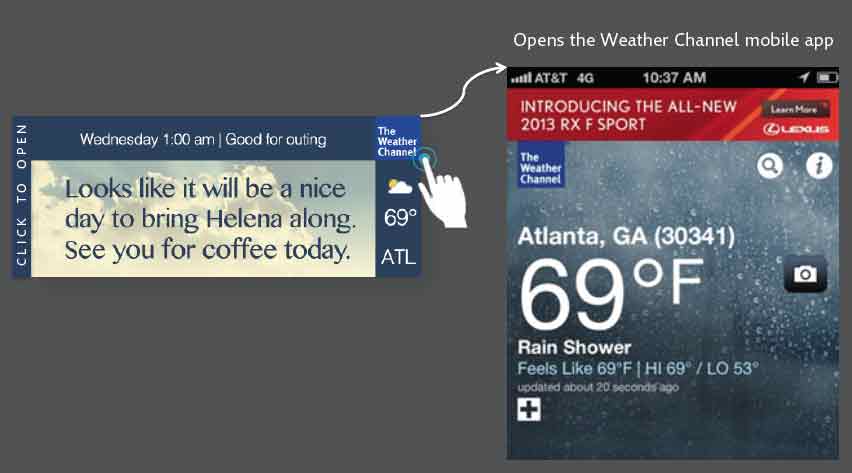 Opens the Weather Channel mobile app
CLICK TO OPEN
Wednesday 1:00 am | Good for outing
The
Weather
Channel
Looks like it will be a nice
day to bring Helena along.
See you for coffee today.
69°
ATL
AT&T 4G 10:37 AM
INTRODUCING THE ALL-NEW
2013 RX F SPORT
Learn More
LEXUS
The
Weather
Channel
i
Atlanta, GA (30341)
69°F
Rain Shower
Feels Like 69°F | HI 69° / LO 53°
updated about 20 seconds ago